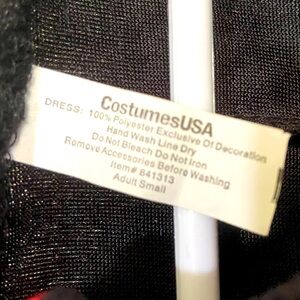 CostumesUSA
DRESS: 100% Polyester Exclusive Of Decoration
Hand Wash Line Dry
Do Not Bleach Do Not Iron
Remove Accessories Before Washing
Item# 841313
Adult Small